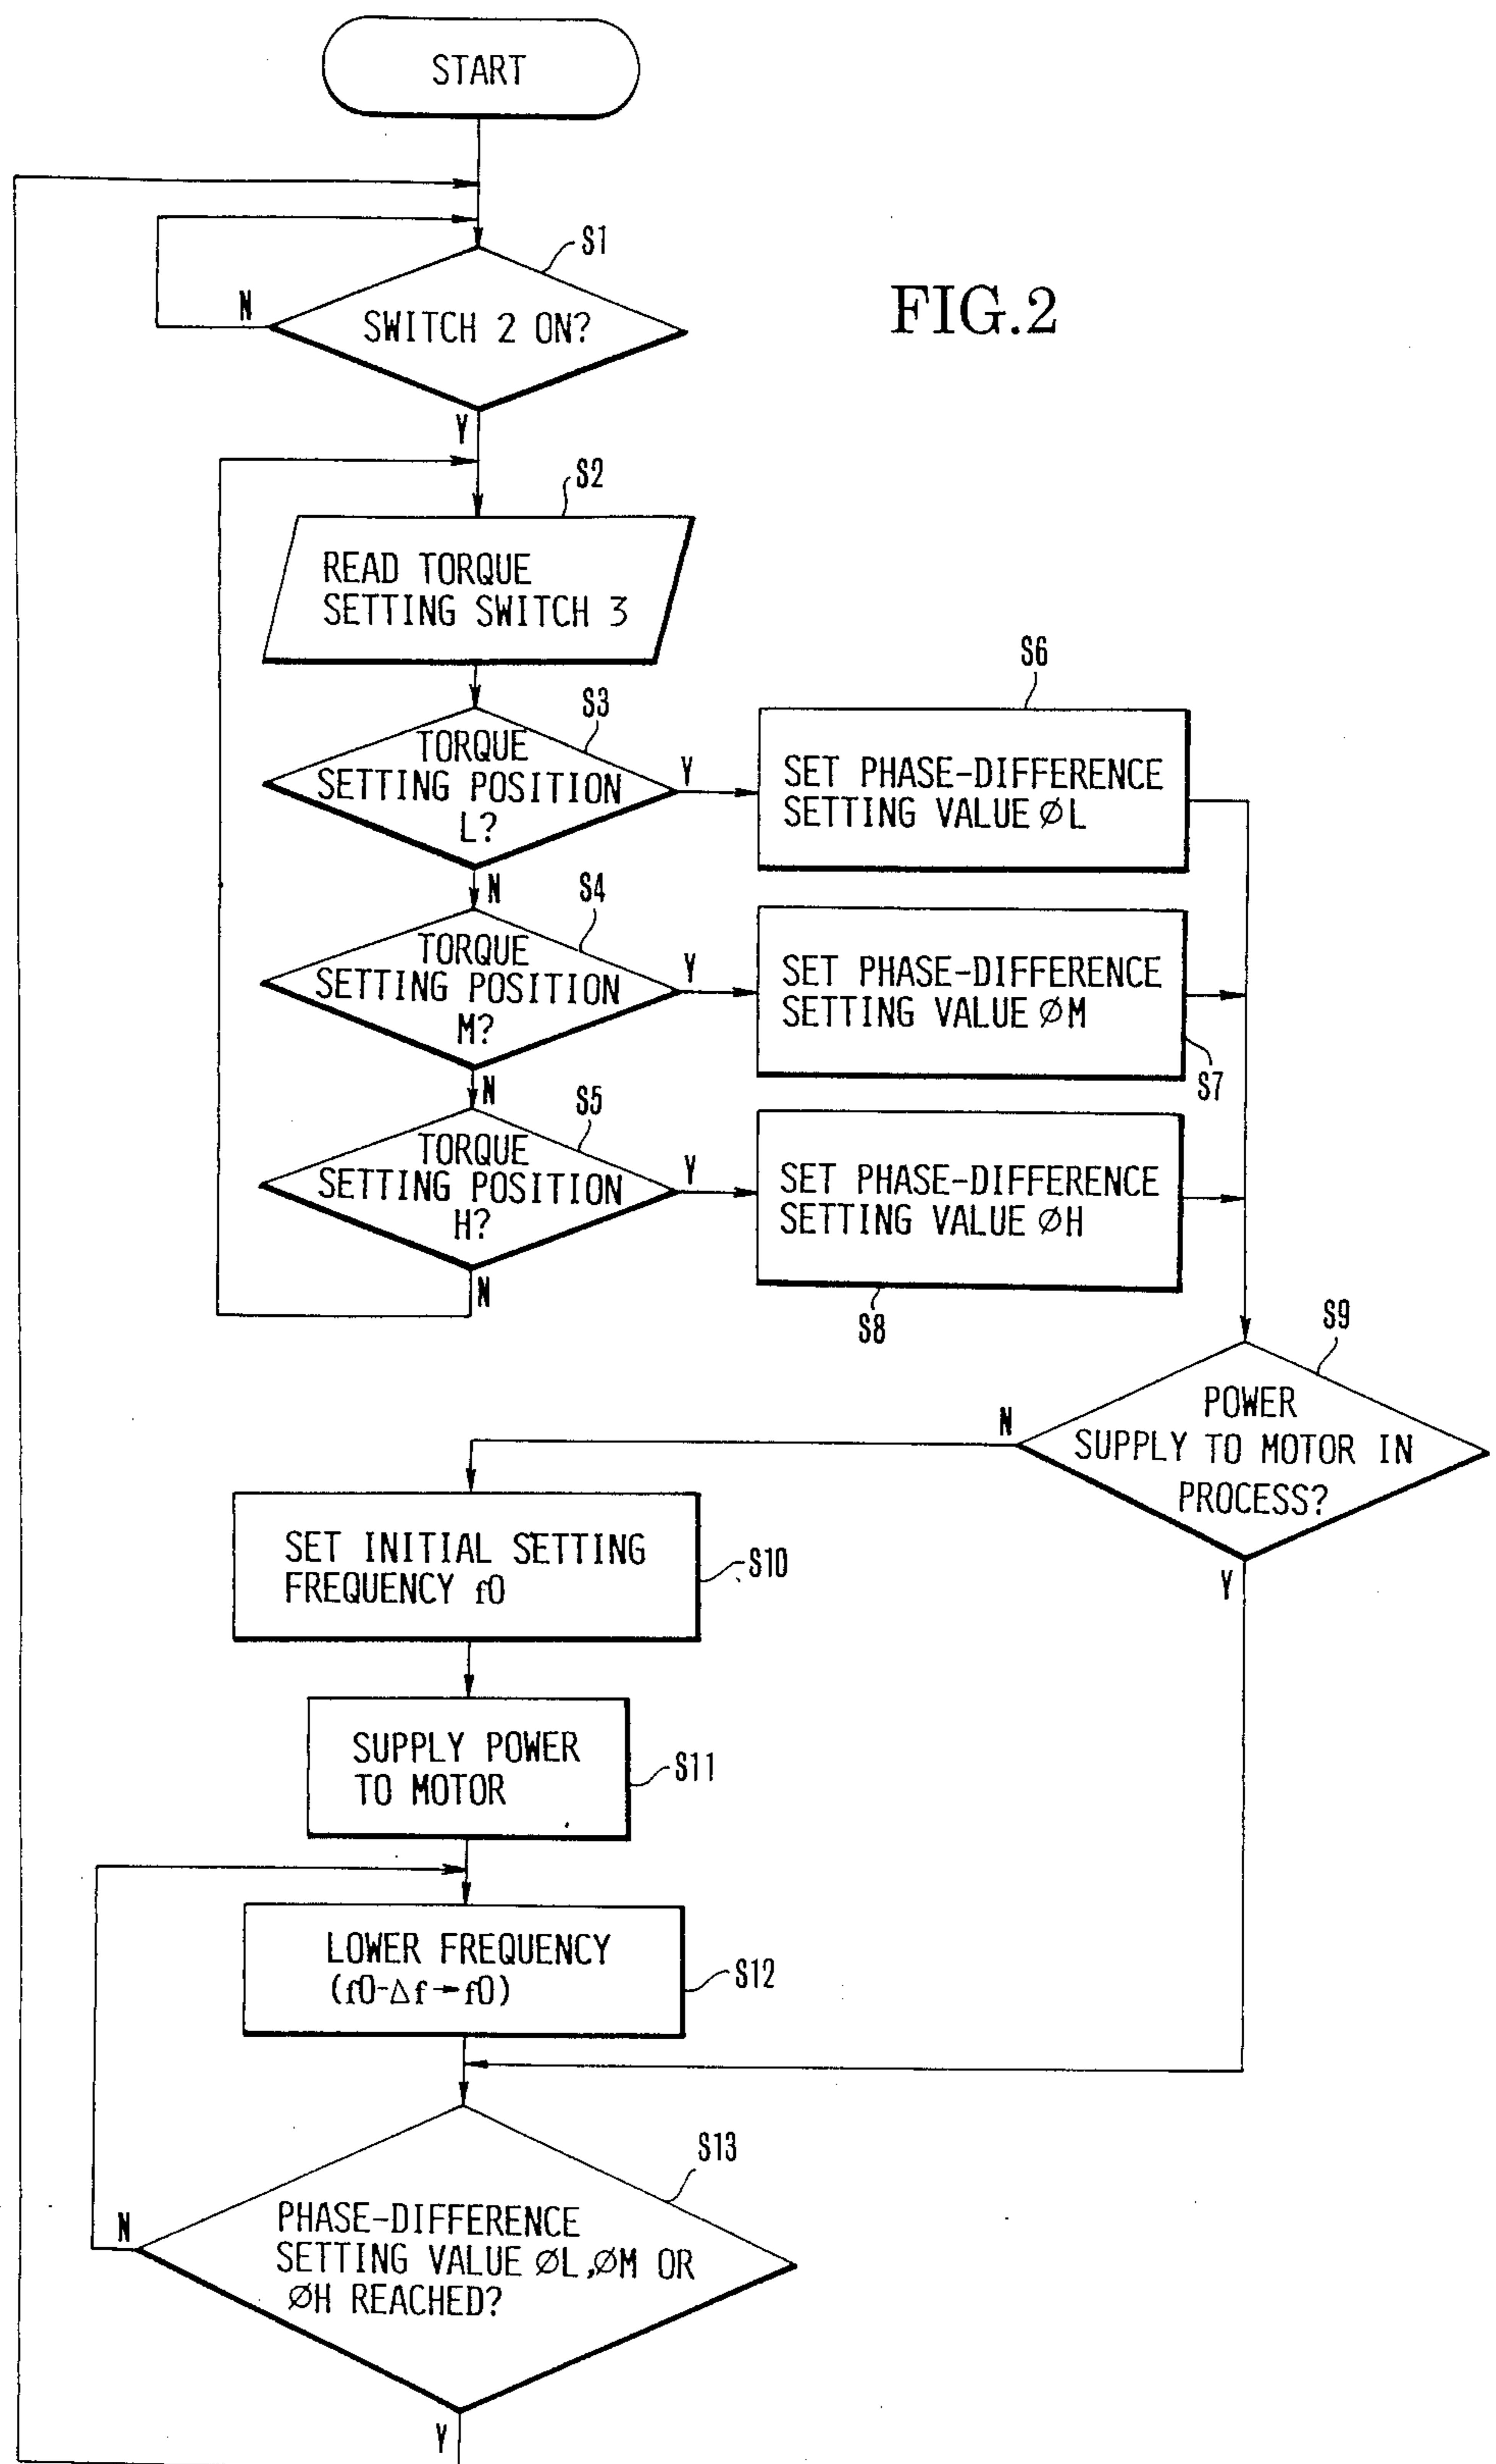 START
S1
FIG.2
N
SWITCH 2 ON?
Y
S2
READ TORQUE
SETTING SWITCH 3
S3
TORQUE
SETTING POSITION
L?
Y
S6
SET PHASE-DIFFERENCE
SETTING VALUE ØL
N
S4
TORQUE
SETTING POSITION
M?
Y
SET PHASE-DIFFERENCE
SETTING VALUE ØM
S7
N
S5
TORQUE
SETTING POSITION
H?
Y
SET PHASE-DIFFERENCE
SETTING VALUE ØH
S8
N
S9
POWER
SUPPLY TO MOTOR IN
PROCESS?
N
Y
SET INITIAL SETTING
FREQUENCY f0
S10
SUPPLY POWER
TO MOTOR
S11
LOWER FREQUENCY
(f0-Δf→f0)
S12
S13
N
PHASE-DIFFERENCE
SETTING VALUE ØL,ØM OR
ØH REACHED?
Y